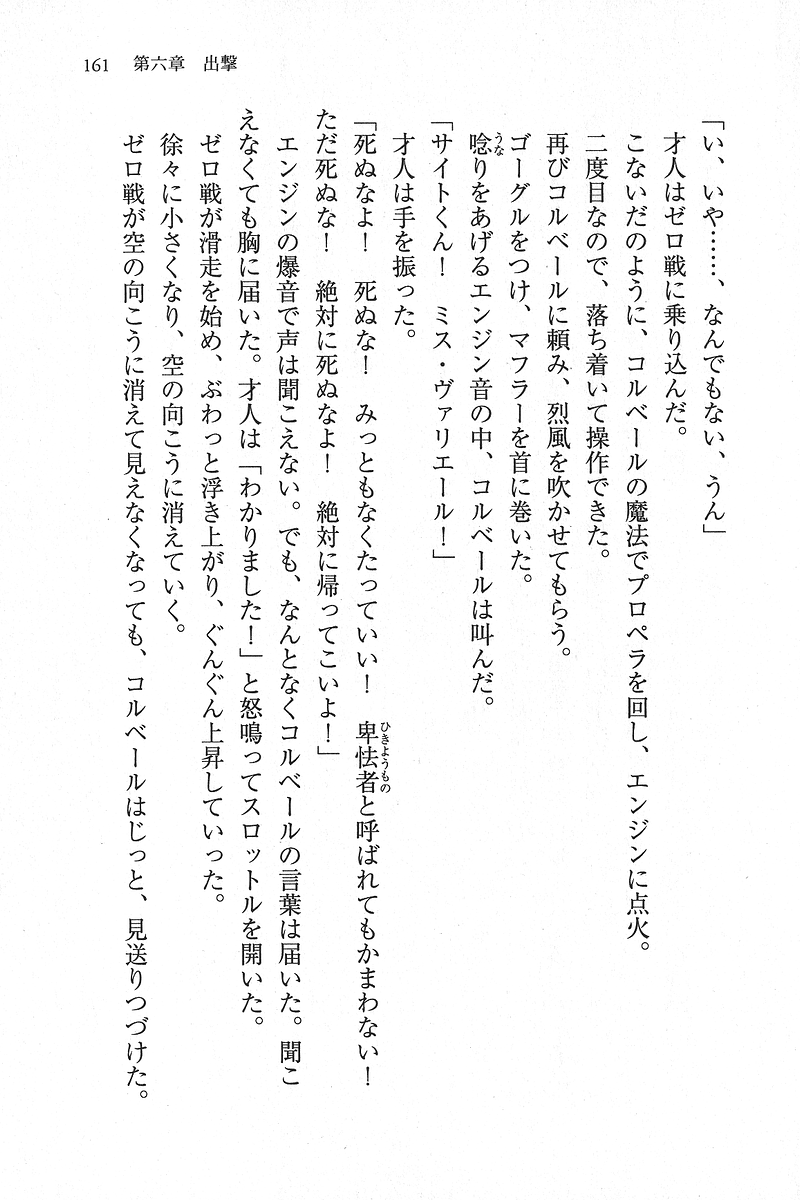 161 第六章 出撃
「い、いや……、なんでもない、うん」
才人はゼロ戦に乗り込んだ。
こないだのように、コルベールの魔法でプロペラを回し、エンジンに点火。
二度目なので、落ち着いて操作できた。
再びコルベールに頼み、烈風を吹かせてもらう。
ゴーグルをつけ、マフラーを首に巻いた。
唸りをあげるエンジン音の中、コルベールは叫んだ。
うな
「サイトくん! ミス・ヴァリエール!」
才人は手を振った。
「死ぬなよ! 死ぬな! みっともなくたっていい! 卑怯者と呼ばれてもかまわない!
ひきようもの
ただ死ぬな! 絶対に死ぬなよ! 絶対に帰ってこいよ!」
エンジンの爆音で声は聞こえない。でも、なんとなくコルベールの言葉は届いた。聞こ
えなくても胸に届いた。才人は「わかりました!」と怒鳴ってスロットルを開いた。
ゼロ戦が滑走を始め、ぶわっと浮き上がり、ぐんぐん上昇していった。
徐々に小さくなり、空の向こうに消えていく。
ゼロ戦が空の向こうに消えて見えなくなっても、コルベールはじっと、見送りつづけた。